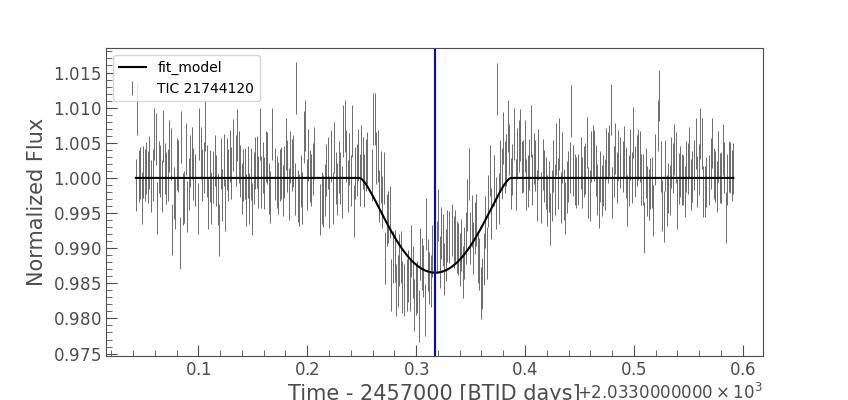 fit_model
TIC 21744120
Normalized Flux
1.015
1.010
1.005
1.000
0.995
0.990
0.985
0.980
0.975
0.1 0.2 0.3 0.4 0.5 0.6
Time - 2457000 [BTJD days]
+2.0330000000 × 10³